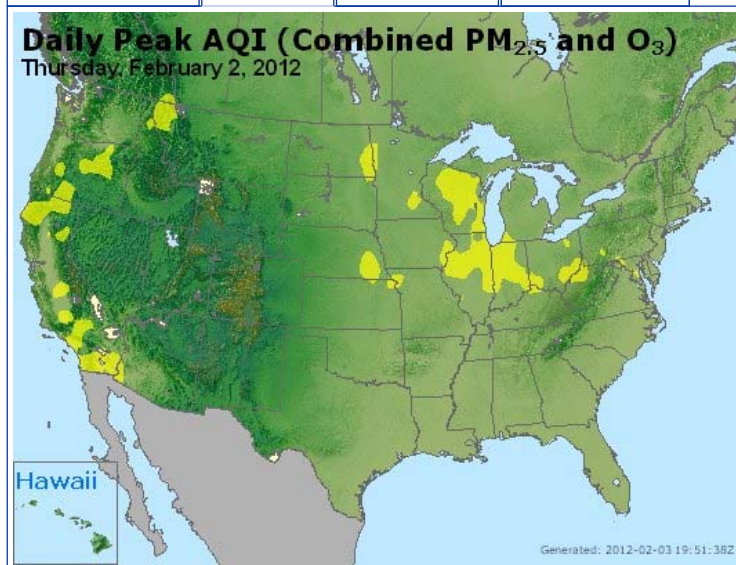 Daily Peak AQI (Combined PM2.5 and O3)
Thursday, February 2, 2012
Hawaii
Generated: 2012-02-03 19:51:38Z